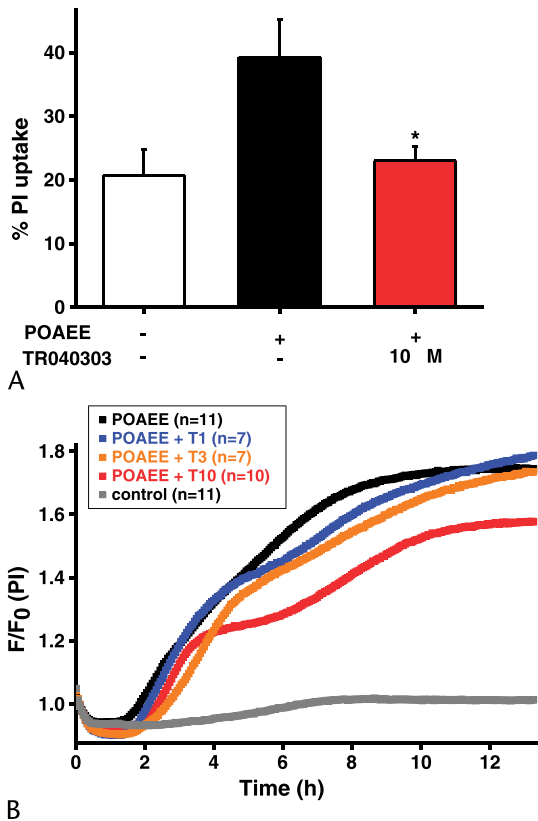 40
30
20
10
0
% PI uptake
*
POAEE - + +
TR040303 - - 10 M
A
POAEE (n=11)
POAEE + T1 (n=7)
POAEE + T3 (n=7)
POAEE + T10 (n=10)
control (n=11)
1.8
1.6
1.4
1.2
1.0
F/F0 (PI)
0 2 4 6 8 10 12
Time (h)
B